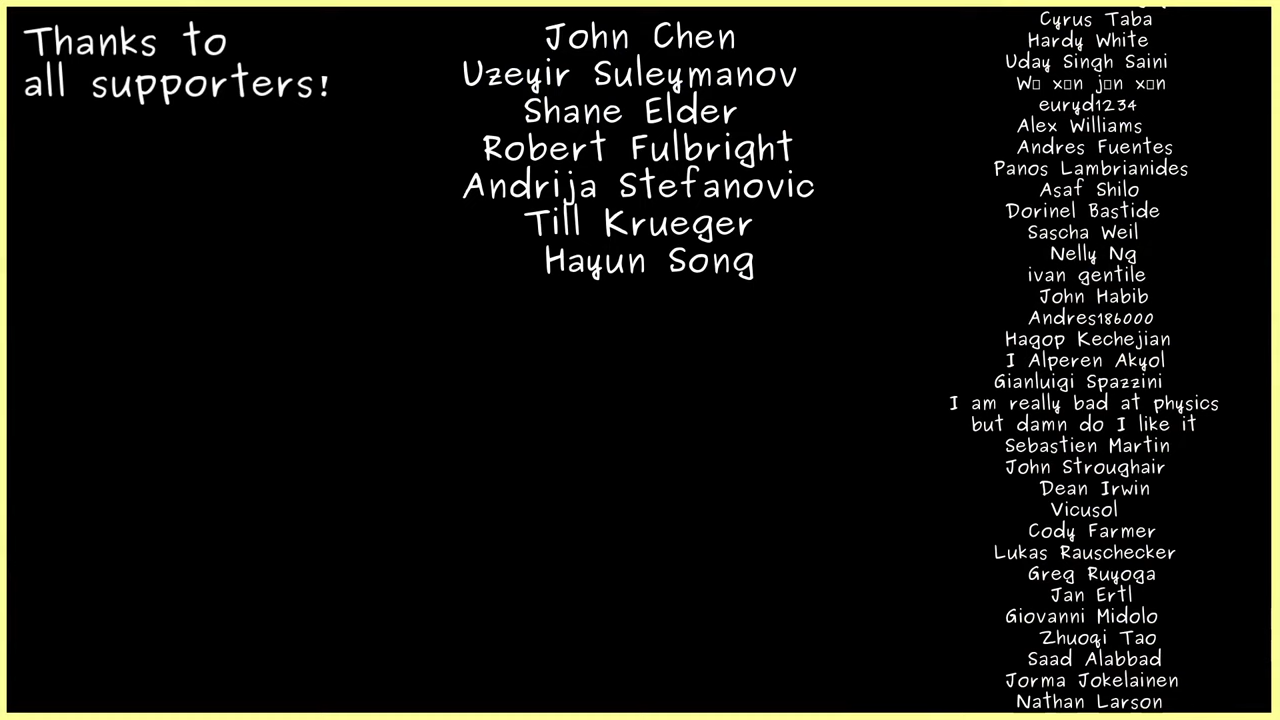 Thanks to
all supporters!
John Chen
Uzeyir Suleymanov
Shane Elder
Robert Fulbright
Andrija Stefanovic
Till Krueger
Hayun Song
Cyrus Taba
Hardy White
Uday Singh Saini
W□ x□n j□n x□n
euryd1234
Alex Williams
Andres Fuentes
Panos Lambrianides
Asaf Shilo
Dorinel Bastide
Sascha Weil
Nelly Ng
ivan gentile
John Habib
Andres186000
Hagop Kechejian
I Alperen Akyol
Gianluigi Spazzini
I am really bad at physics
but damn do I like it
Sebastien Martin
John Stroughair
Dean Irwin
Vicusol
Cody Farmer
Lukas Rauschecker
Greg Ruyoga
Jan Ertl
Giovanni Midolo
Zhuoqi Tao
Saad Alabbad
Jorma Jokelainen
Nathan Larson